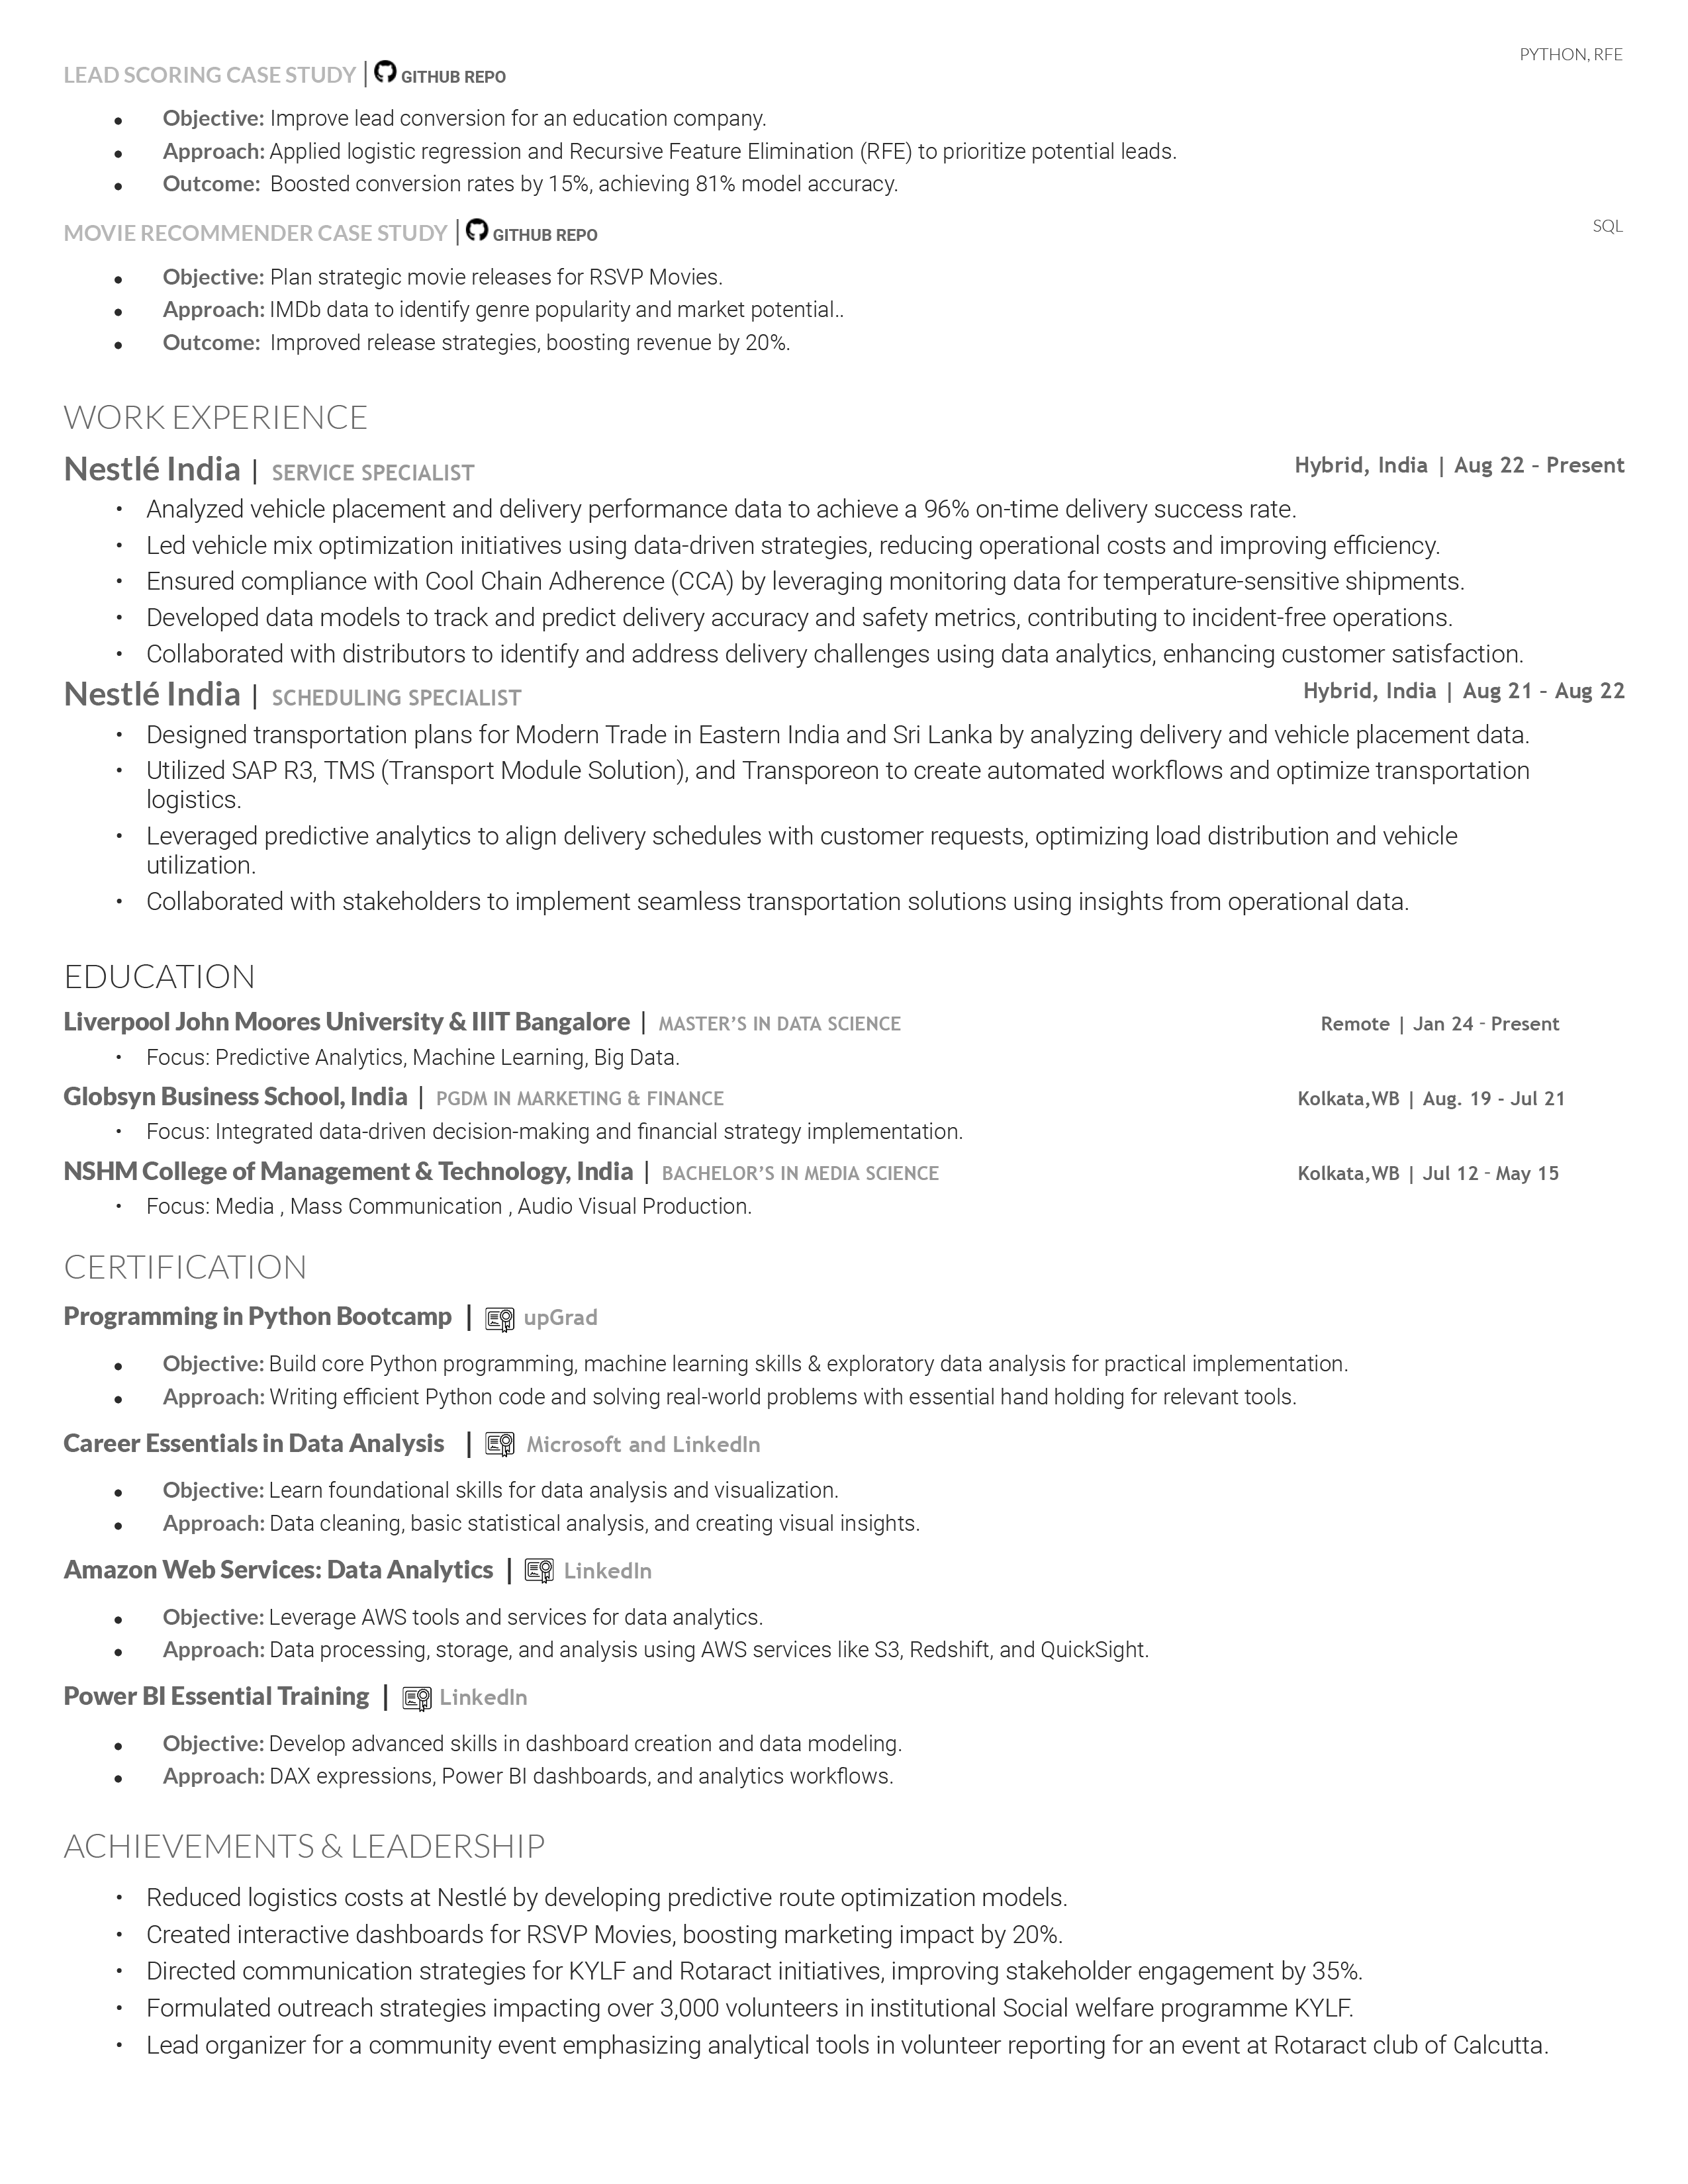 PYTHON, RFE
LEAD SCORING CASE STUDY | GITHUB REPO
● Objective: Improve lead conversion for an education company.
● Approach: Applied logistic regression and Recursive Feature Elimination (RFE) to prioritize potential leads.
● Outcome: Boosted conversion rates by 15%, achieving 81% model accuracy.
MOVIE RECOMMENDER CASE STUDY | GITHUB REPO SQL
● Objective: Plan strategic movie releases for RSVP Movies.
● Approach: IMDb data to identify genre popularity and market potential..
● Outcome: Improved release strategies, boosting revenue by 20%.
WORK EXPERIENCE
Nestlé India | SERVICE SPECIALIST Hybrid, India | Aug 22 – Present
• Analyzed vehicle placement and delivery performance data to achieve a 96% on-time delivery success rate.
• Led vehicle mix optimization initiatives using data-driven strategies, reducing operational costs and improving efficiency.
• Ensured compliance with Cool Chain Adherence (CCA) by leveraging monitoring data for temperature-sensitive shipments.
• Developed data models to track and predict delivery accuracy and safety metrics, contributing to incident-free operations.
• Collaborated with distributors to identify and address delivery challenges using data analytics, enhancing customer satisfaction.
Nestlé India | SCHEDULING SPECIALIST Hybrid, India | Aug 21 – Aug 22
• Designed transportation plans for Modern Trade in Eastern India and Sri Lanka by analyzing delivery and vehicle placement data.
• Utilized SAP R3, TMS (Transport Module Solution), and Transporeon to create automated workflows and optimize transportation
logistics.
• Leveraged predictive analytics to align delivery schedules with customer requests, optimizing load distribution and vehicle
utilization.
• Collaborated with stakeholders to implement seamless transportation solutions using insights from operational data.
EDUCATION
Liverpool John Moores University & IIIT Bangalore | MASTER'S IN DATA SCIENCE Remote | Jan 24 - Present
• Focus: Predictive Analytics, Machine Learning, Big Data.
Globsyn Business School, India | PGDM IN MARKETING & FINANCE Kolkata,WB | Aug. 19 - Jul 21
• Focus: Integrated data-driven decision-making and financial strategy implementation.
NSHM College of Management & Technology, India | BACHELOR'S IN MEDIA SCIENCE Kolkata,WB | Jul 12 - May 15
• Focus: Media , Mass Communication , Audio Visual Production.
CERTIFICATION
Programming in Python Bootcamp | upGrad
● Objective: Build core Python programming, machine learning skills & exploratory data analysis for practical implementation.
● Approach: Writing efficient Python code and solving real-world problems with essential hand holding for relevant tools.
Career Essentials in Data Analysis | Microsoft and LinkedIn
● Objective: Learn foundational skills for data analysis and visualization.
● Approach: Data cleaning, basic statistical analysis, and creating visual insights.
Amazon Web Services: Data Analytics | LinkedIn
● Objective: Leverage AWS tools and services for data analytics.
● Approach: Data processing, storage, and analysis using AWS services like S3, Redshift, and QuickSight.
Power BI Essential Training | LinkedIn
● Objective: Develop advanced skills in dashboard creation and data modeling.
● Approach: DAX expressions, Power BI dashboards, and analytics workflows.
ACHIEVEMENTS & LEADERSHIP
• Reduced logistics costs at Nestlé by developing predictive route optimization models.
• Created interactive dashboards for RSVP Movies, boosting marketing impact by 20%.
• Directed communication strategies for KYLF and Rotaract initiatives, improving stakeholder engagement by 35%.
• Formulated outreach strategies impacting over 3,000 volunteers in institutional Social welfare programme KYLF.
• Lead organizer for a community event emphasizing analytical tools in volunteer reporting for an event at Rotaract club of Calcutta.